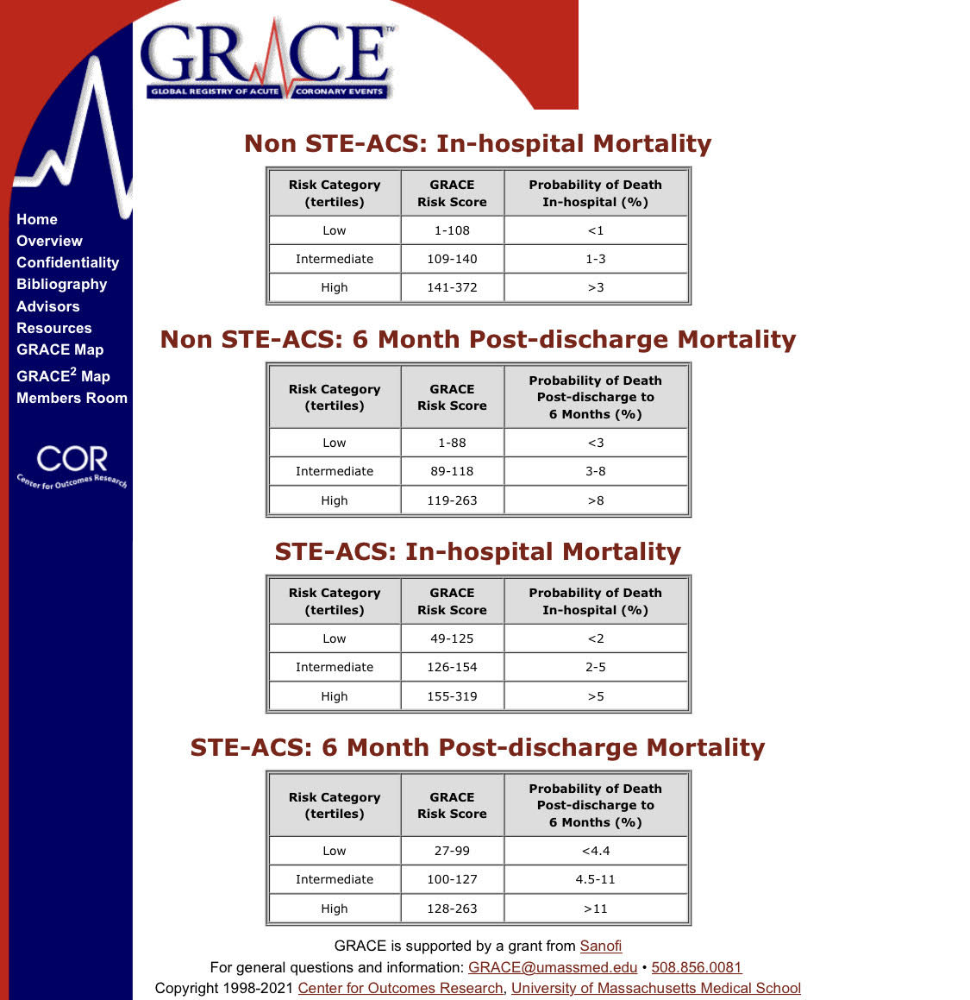 GRACE™
GLOBAL REGISTRY OF ACUTE CORONARY EVENTS
Home
Overview
Confidentiality
Bibliography
Advisors
Resources
GRACE Map
GRACE² Map
Members Room
COR
Center for Outcomes Research
Non STE-ACS: In-hospital Mortality
Risk Category (tertiles) GRACE Risk Score Probability of Death In-hospital (%)
Low 1-108 <1
Intermediate 109-140 1-3
High 141-372 >3
Non STE-ACS: 6 Month Post-discharge Mortality
Risk Category (tertiles) GRACE Risk Score Probability of Death Post-discharge to 6 Months (%)
Low 1-88 <3
Intermediate 89-118 3-8
High 119-263 >8
STE-ACS: In-hospital Mortality
Risk Category (tertiles) GRACE Risk Score Probability of Death In-hospital (%)
Low 49-125 <2
Intermediate 126-154 2-5
High 155-319 >5
STE-ACS: 6 Month Post-discharge Mortality
Risk Category (tertiles) GRACE Risk Score Probability of Death Post-discharge to 6 Months (%)
Low 27-99 <4.4
Intermediate 100-127 4.5-11
High 128-263 >11
GRACE is supported by a grant from Sanofi
For general questions and information: GRACE@umassmed.edu • 508.856.0081
Copyright 1998-2021 Center for Outcomes Research, University of Massachusetts Medical School